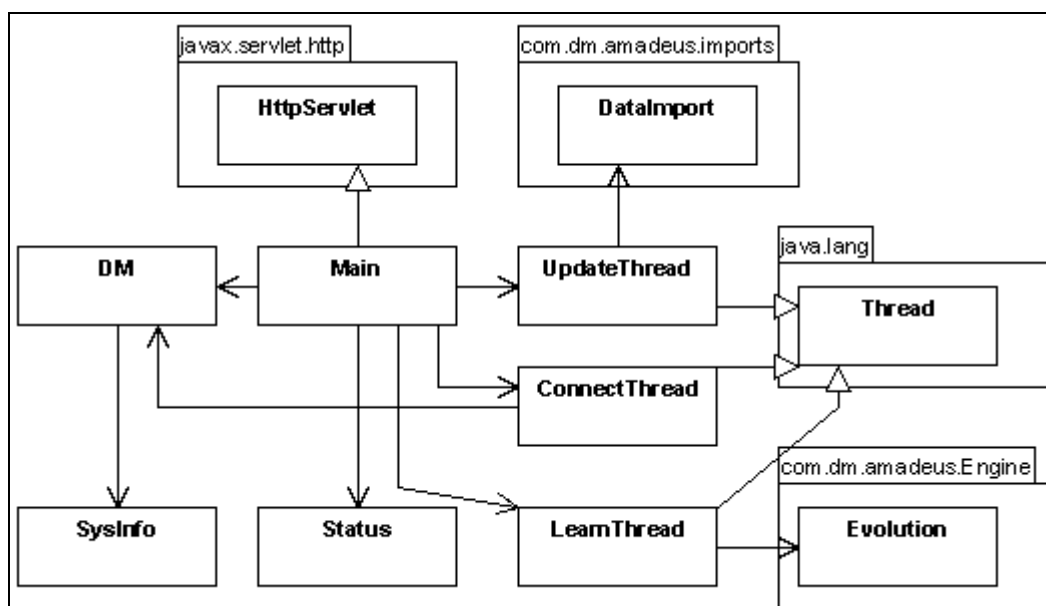 javax.servlet.http
com.dm.amadeus.imports
HttpServlet
DataImport
java.lang
DM
Main
UpdateThread
Thread
ConnectThread
com.dm.amadeus.Engine
SysInfo
Status
LearnThread
Evolution